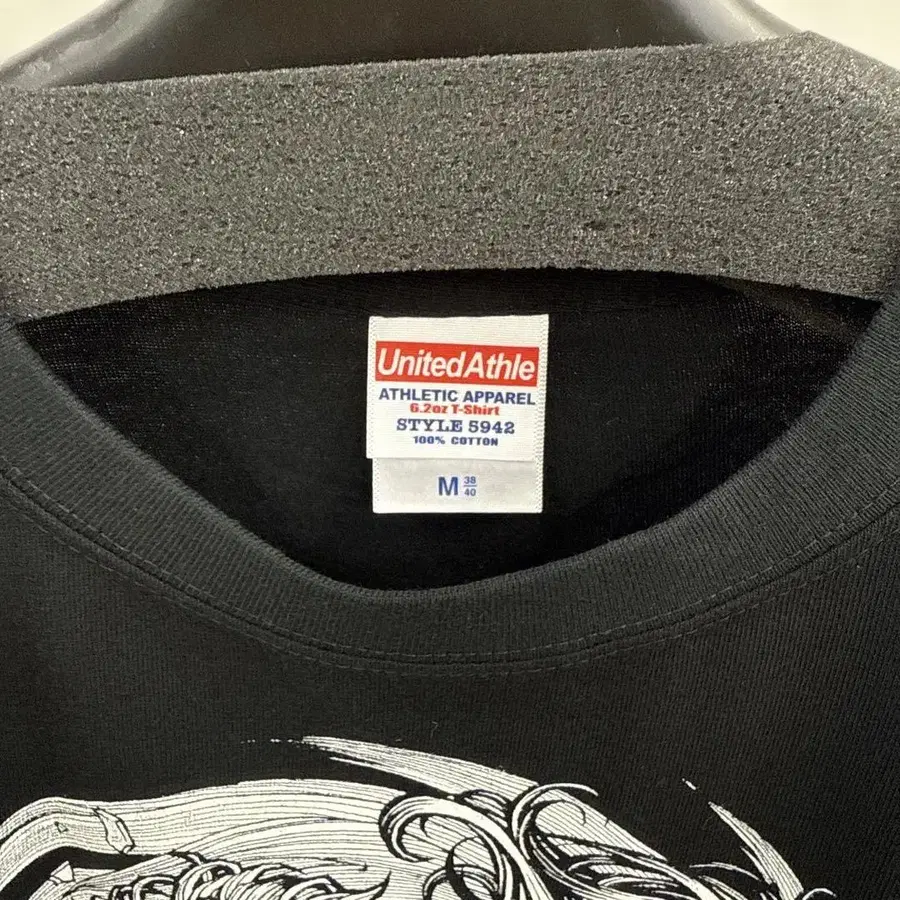 UnitedAthle
ATHLETIC APPAREL
6.2oz T-Shirt
STYLE 5942
100% COTTON
M 38/40